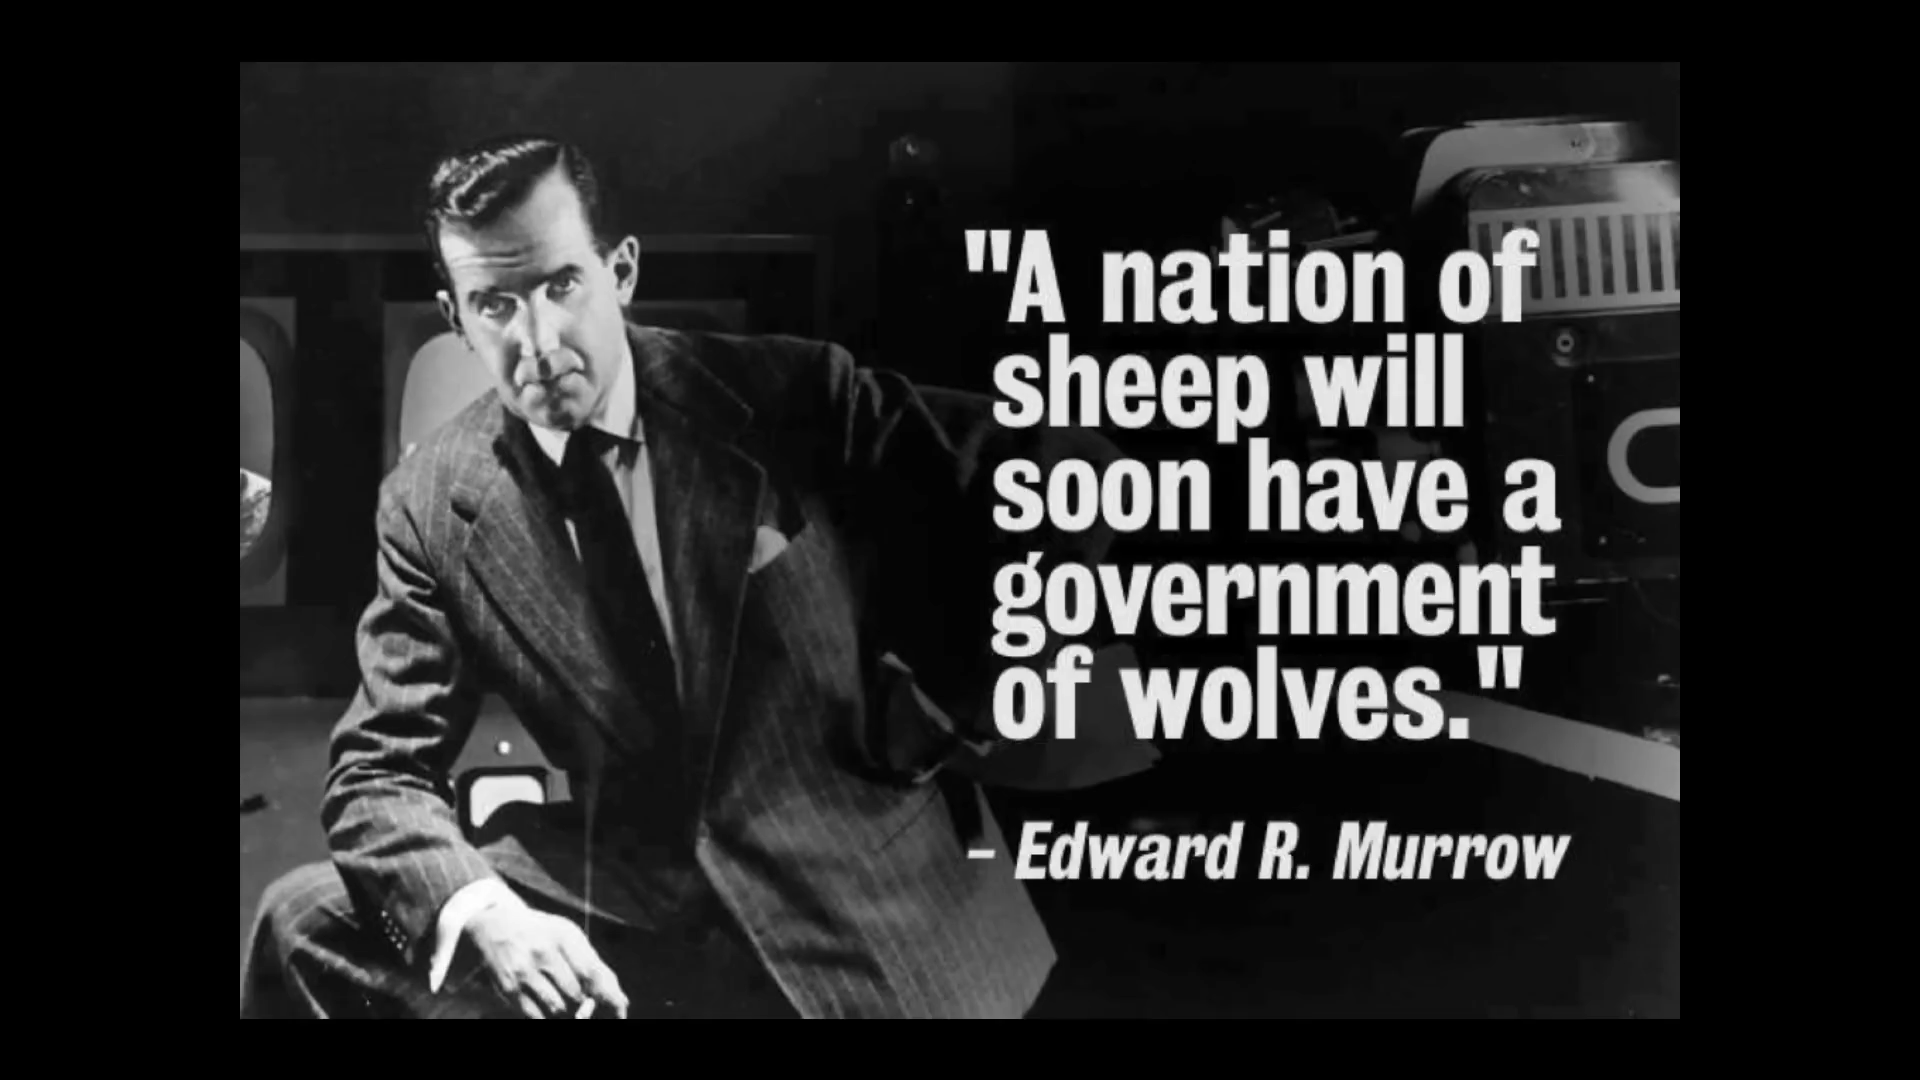 "A nation of
sheep will
soon have a
government
of wolves."
– Edward R. Murrow